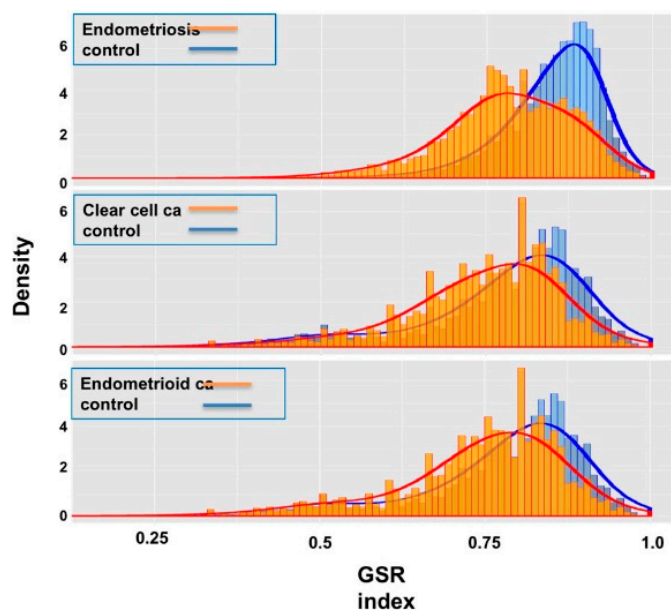 Endometriosis
control
6
4
2
0
Clear cell ca
control
6
4
2
0
Endometrioid ca
control
6
4
2
0
Density
0.25
0.5
0.75
1.0
GSR
index